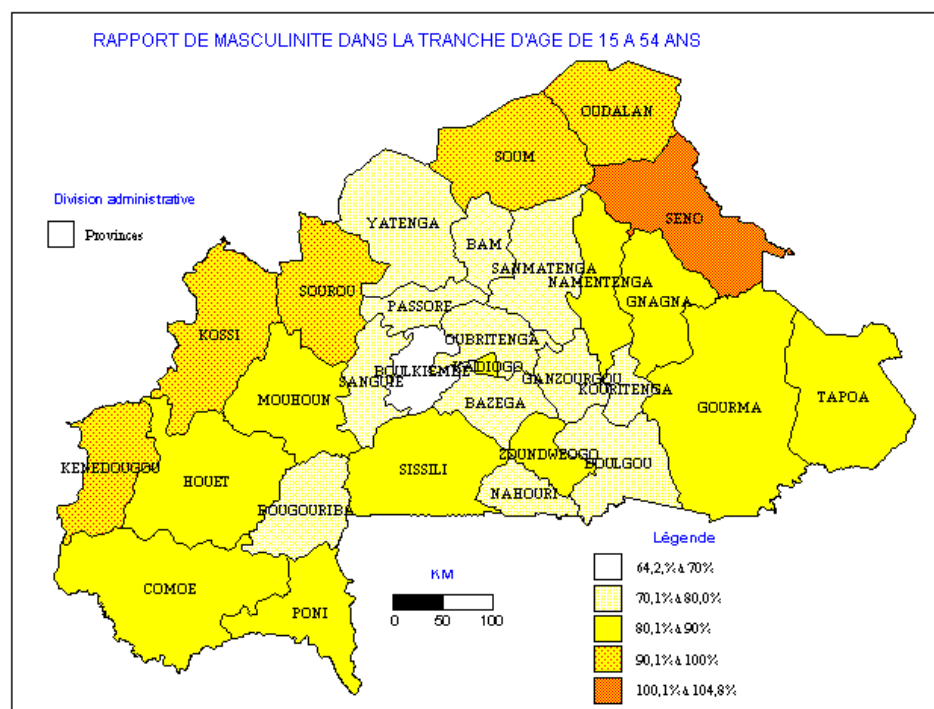 RAPPORT DE MASCULINITE DANS LA TRANCHE D'AGE DE 15 A 54 ANS
OUDALAN
SOUM
Division administrative
SENO
YATENGA
Provinces
BAM
SANMATENGA
NAMENTENGA
SOUROU
GNAGNA
PASSORE
KOSSI
OUBRITENGA
KADIOGO
BOULKIEMDE
SANGUIE
GANZOURGOU
KOURITENGA
MOUHOUN
BAZEGA
GOURMA
TAPOA
KENEDOUGOU
HOUET
SISSILI
ZOUNDWEOGO
BOULGOU
NAHOURI
BOUGOURIBA
Légende
64,2,% à 70%
KM
COMOE
70,1% à 80,0%
PONI
0 50 100
80,1% à 90%
90,1% à 100%
100,1% à 104,8%